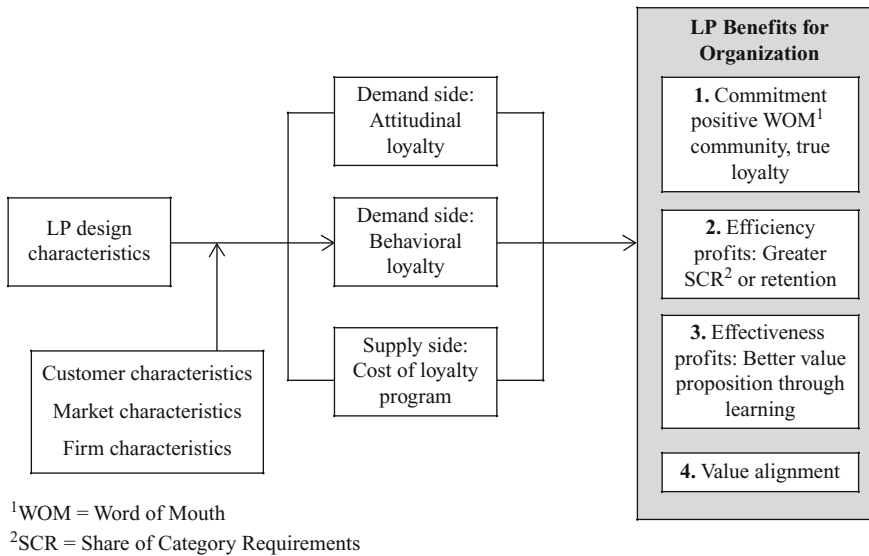 LP design
characteristics
Customer characteristics
Market characteristics
Firm characteristics
Demand side:
Attitudinal
loyalty
Demand side:
Behavioral
loyalty
Supply side:
Cost of loyalty
program
LP Benefits for
Organization
1. Commitment
positive WOM¹
community, true
loyalty
2. Efficiency
profits: Greater
SCR² or retention
3. Effectiveness
profits: Better value
proposition through
learning
4. Value alignment
¹WOM = Word of Mouth
²SCR = Share of Category Requirements